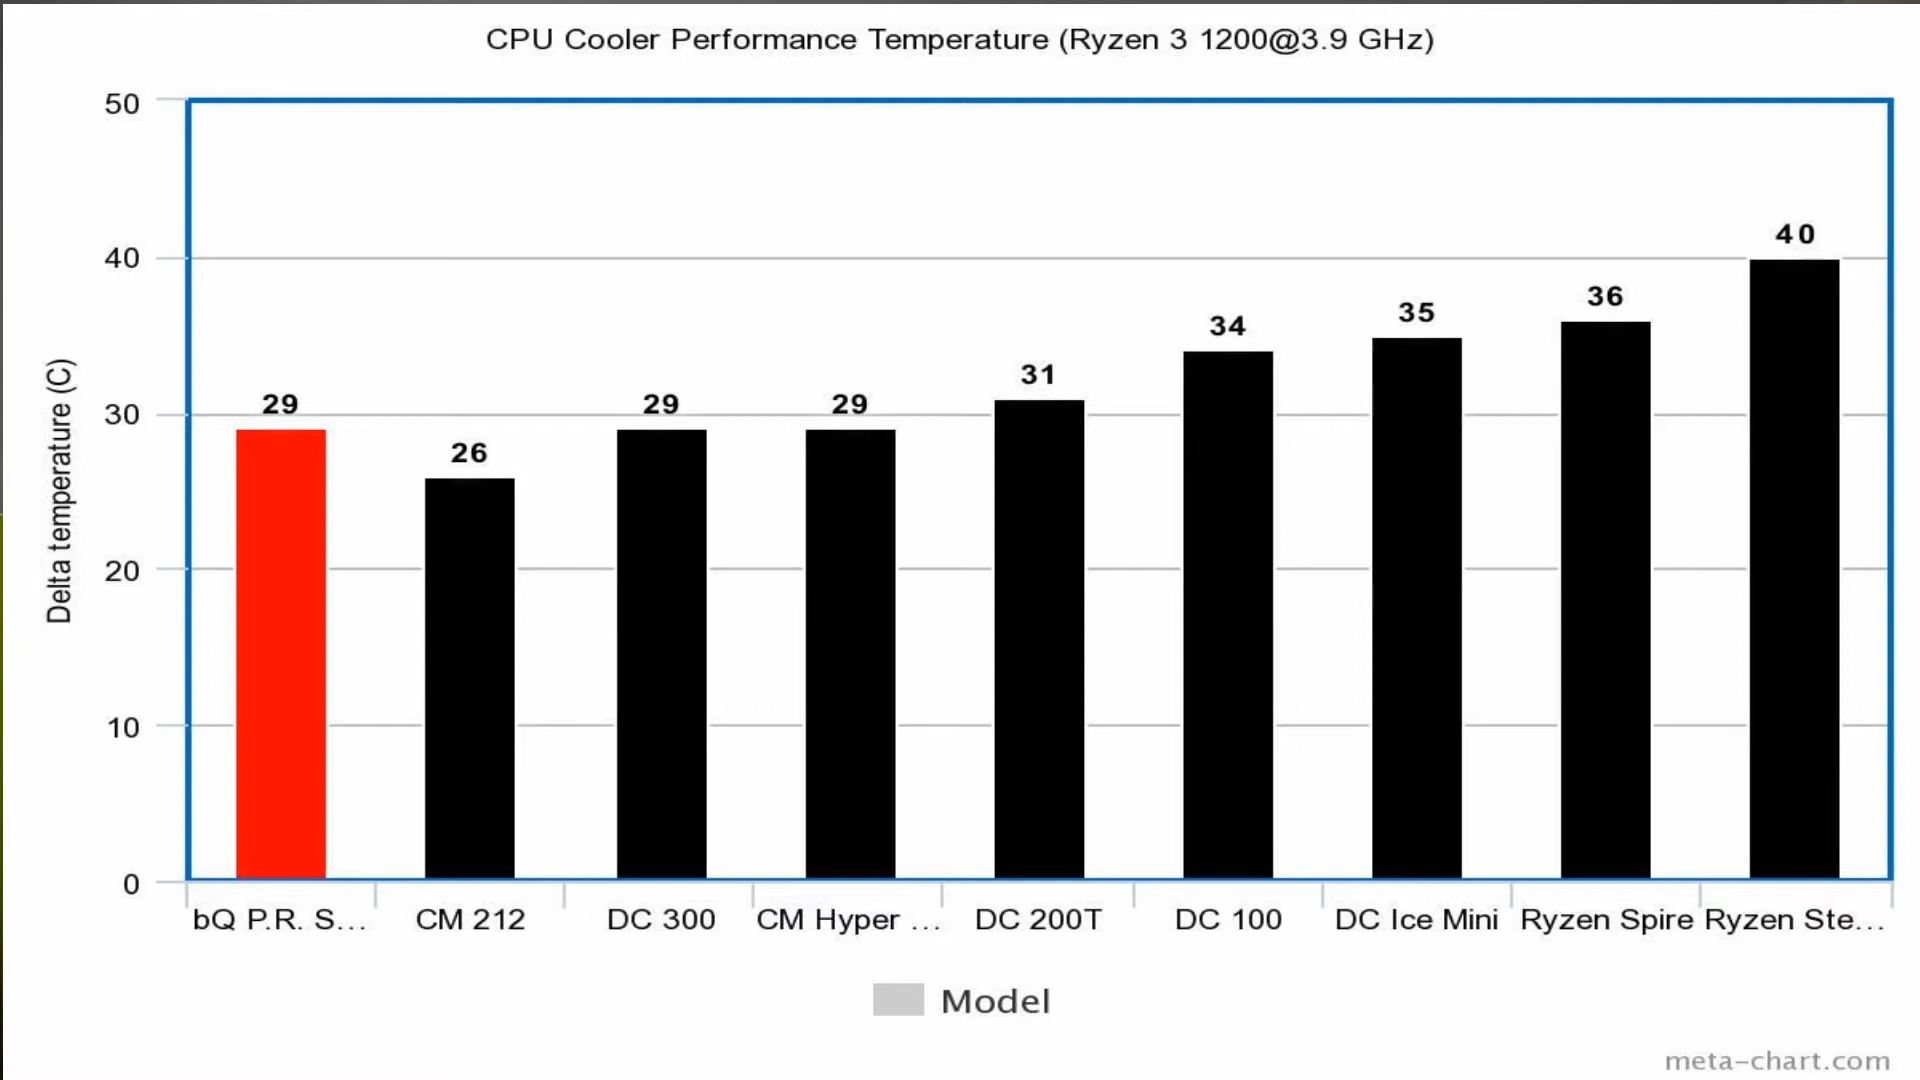 CPU Cooler Performance Temperature (Ryzen 3 1200@3.9 GHz)
50
40
30
20
10
0
Delta temperature (C)
29
26
29
29
31
34
35
36
40
bQ P.R. S...
CM 212
DC 300
CM Hyper ...
DC 200T
DC 100
DC Ice Mini
Ryzen Spire
Ryzen Ste...
Model
meta-chart.com